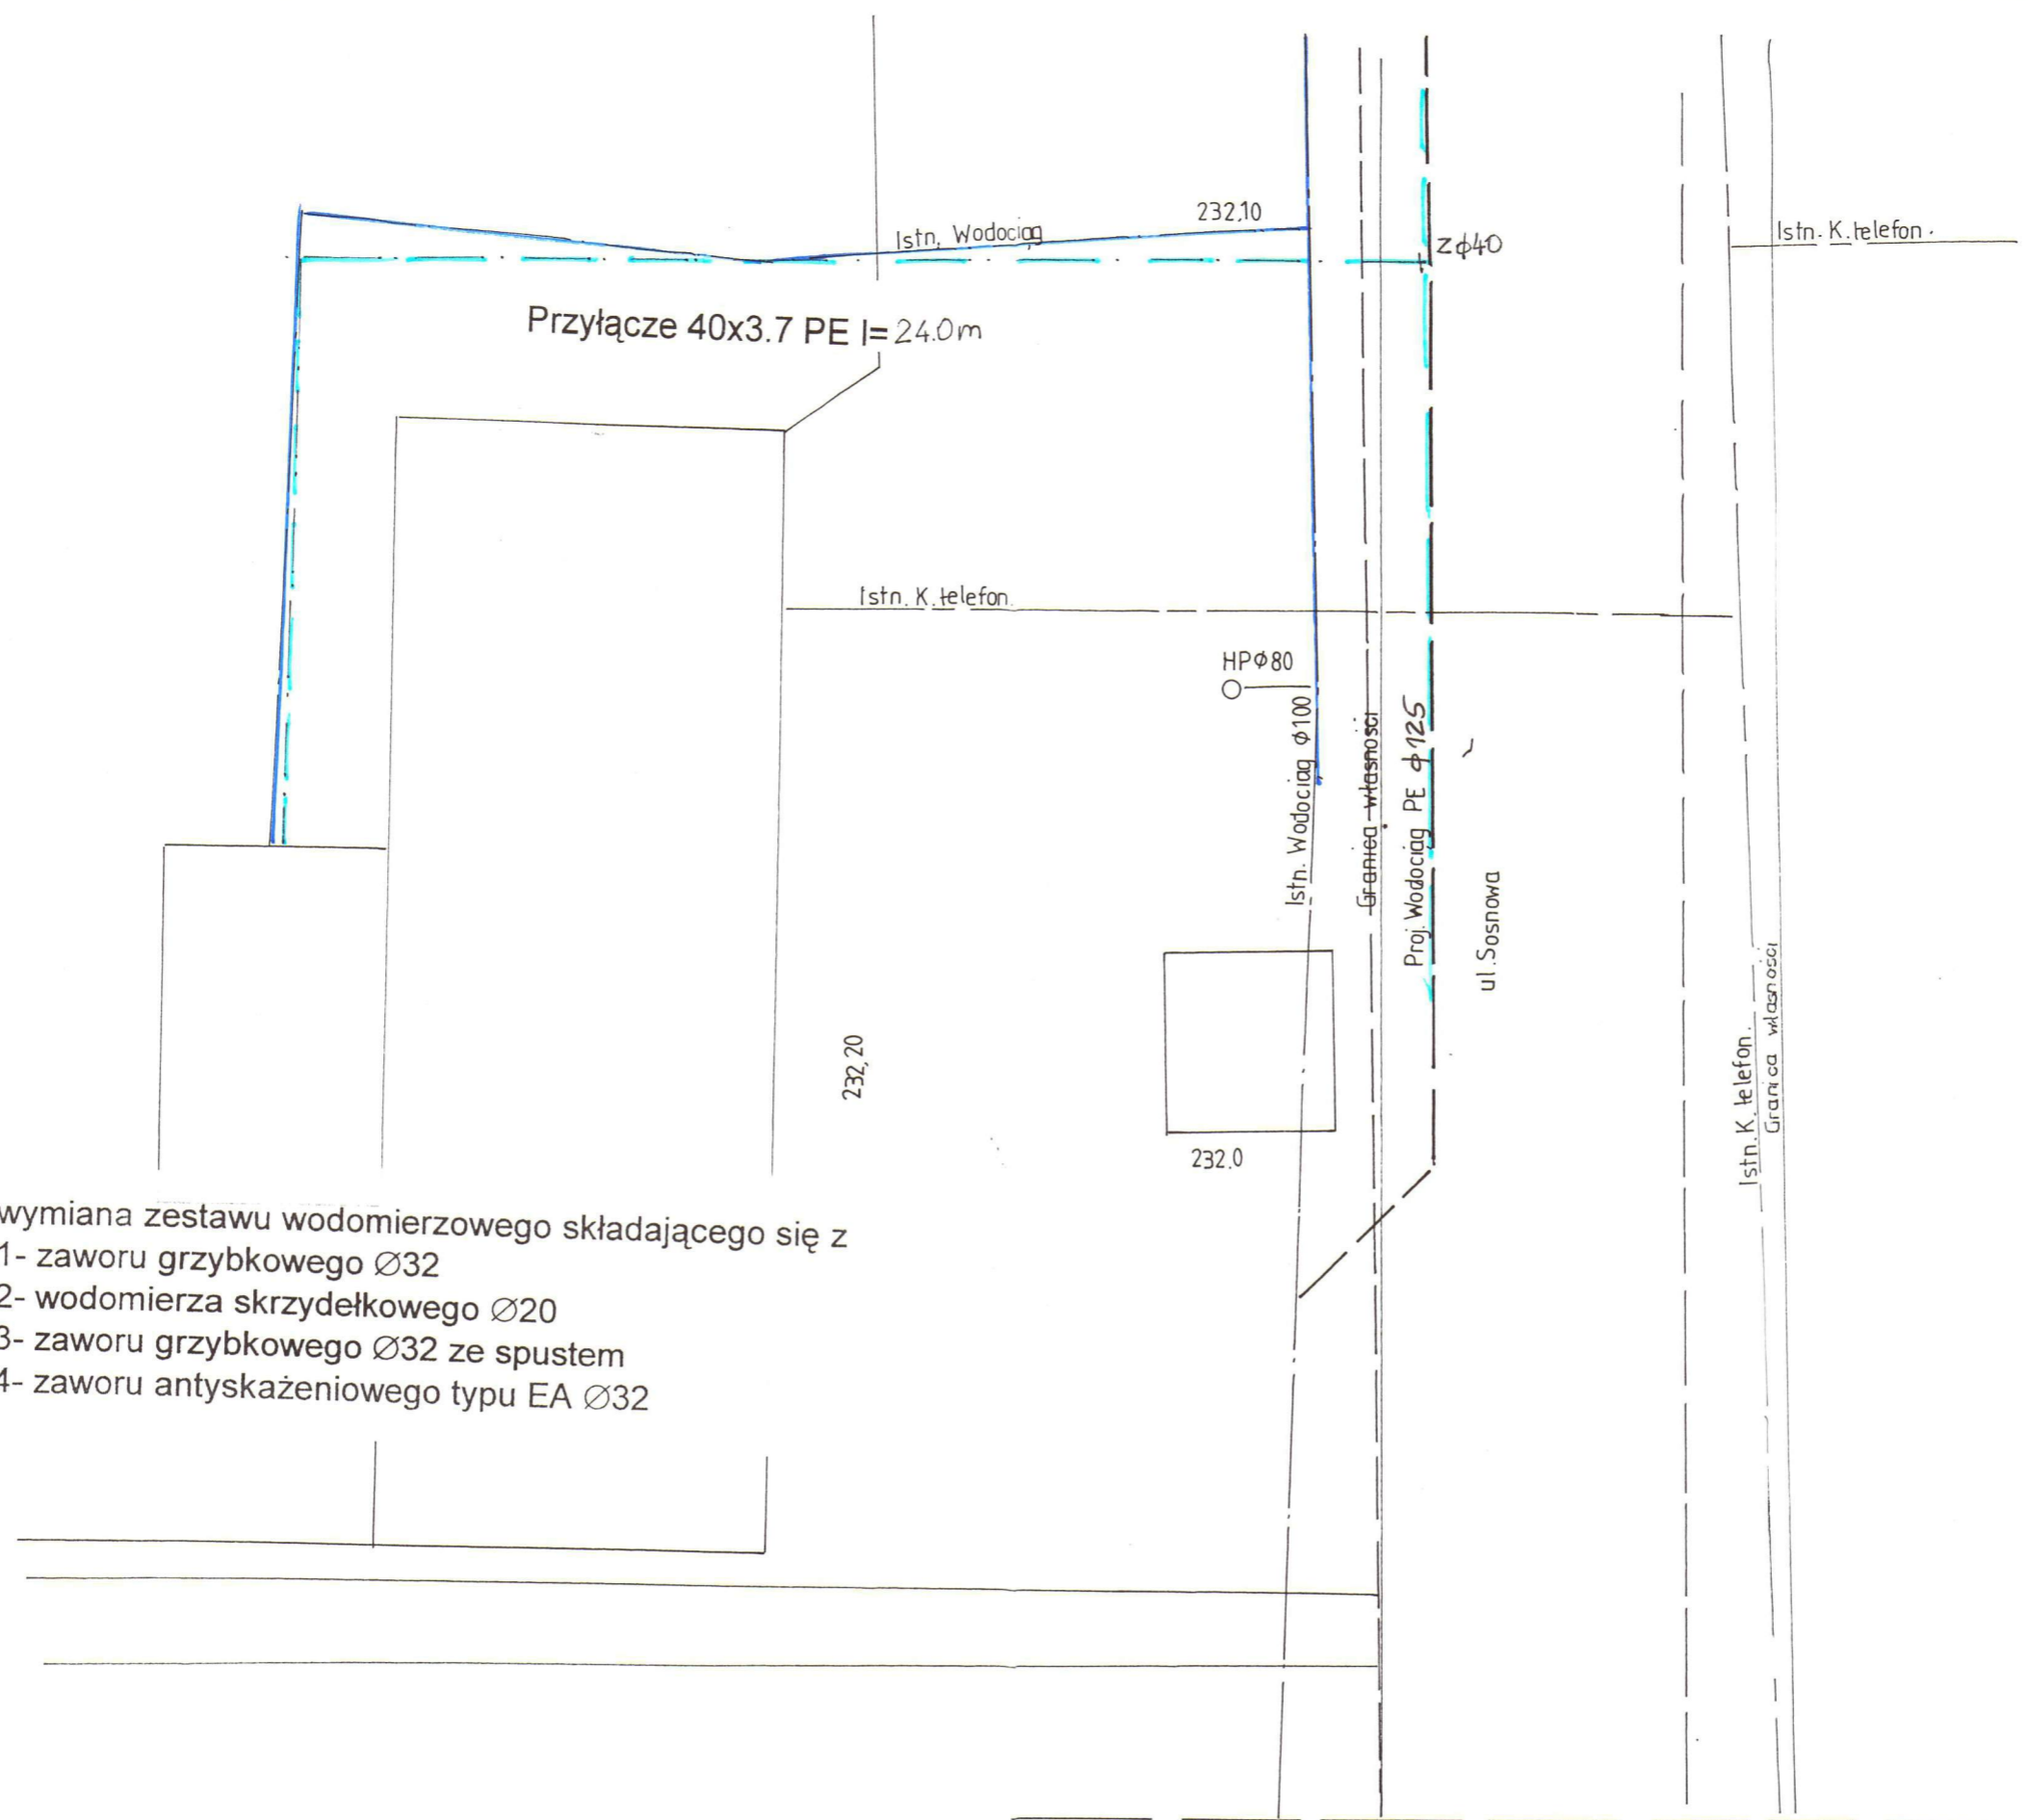 232,10
Istn. Wodociąg
Zϕ40
Istn. K. telefon.
Przyłącze 40x3.7 PE l= 24.0m
Istn. K. telefon.
HPϕ80
Istn. Wodociąg ϕ100
Granica własności
Proj. Wodociąg PE ϕ125
ul. Sosnowa
232,20
232.0
Istn. K. telefon.
Granica własności
wymiana zestawu wodomierzowego składającego się z
1- zaworu grzybkowego ∅32
2- wodomierza skrzydełkowego ∅20
3- zaworu grzybkowego ∅32 ze spustem
4- zaworu antyskażeniowego typu EA ∅32